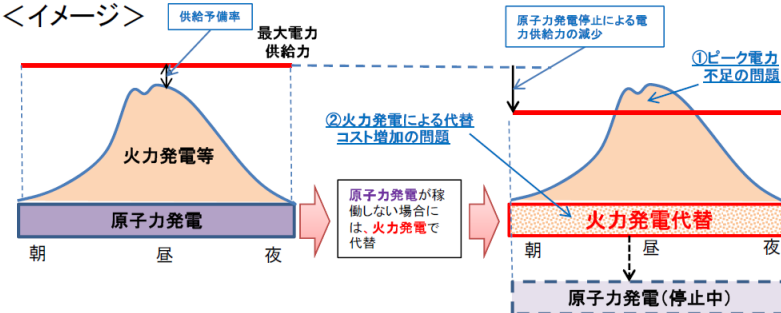 ＜イメージ＞
供給予備率
最大電力
供給力
火力発電等
原子力発電
朝
昼
夜
②火力発電による代替
コスト増加の問題
原子力発電が稼
働しない場合に
は、火力発電で
代替
原子力発電停止による電
力供給力の減少
①ピーク電力
不足の問題
火力発電代替
朝
昼
夜
原子力発電（停止中）